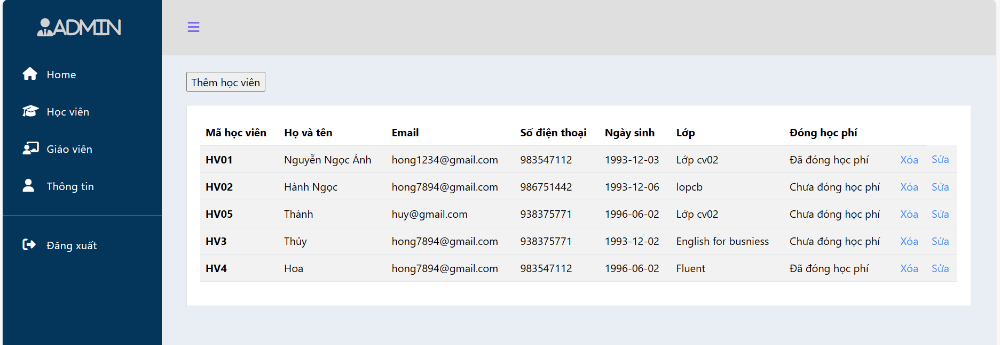 ADMIN
Home
Học viên
Giáo viên
Thông tin
Đăng xuất
Thêm học viên
Mã học viên Họ và tên Email Số điện thoại Ngày sinh Lớp Đóng học phí
HV01 Nguyễn Ngọc Ánh hong1234@gmail.com 983547112 1993-12-03 Lớp cv02 Đã đóng học phí Xóa Sửa
HV02 Hành Ngọc hong7894@gmail.com 986751442 1993-12-06 lopcb Chưa đóng học phí Xóa Sửa
HV05 Thành huy@gmail.com 938375771 1996-06-02 Lớp cv02 Chưa đóng học phí Xóa Sửa
HV3 Thủy hong7894@gmail.com 938375771 1993-12-02 English for busniess Chưa đóng học phí Xóa Sửa
HV4 Hoa hong7894@gmail.com 983547112 1996-06-02 Fluent Đã đóng học phí Xóa Sửa